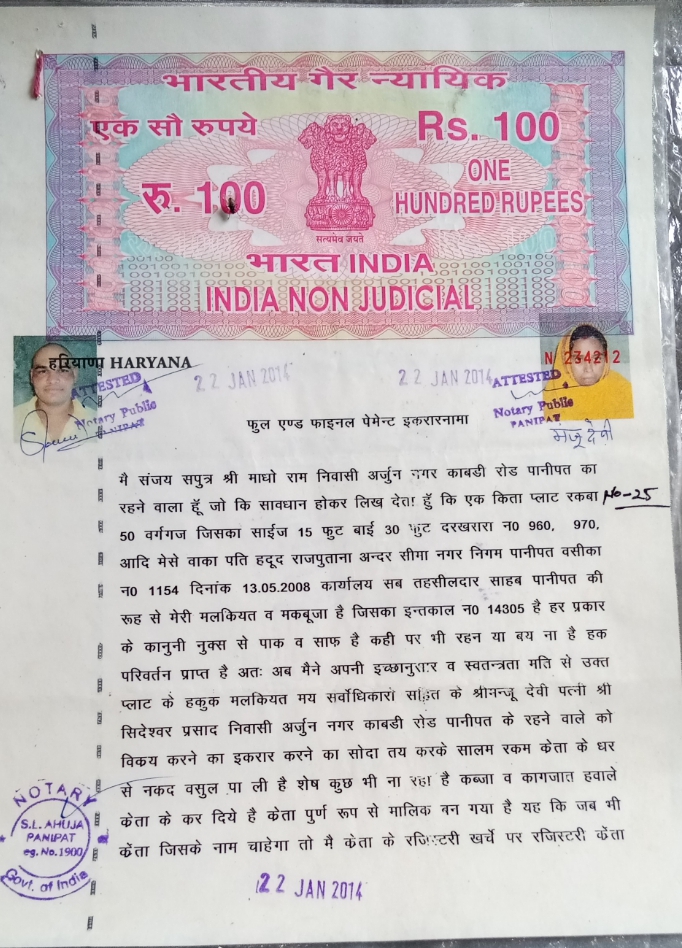 भारतीय गैर न्यायिक
एक सौ रुपये
Rs. 100
रु. 100
ONE
HUNDRED RUPEES
सत्यमेव जयते
भारत INDIA
INDIA NON JUDICIAL
हरियाणा HARYANA
N 234212
ATTESTED
Notary Public
PANIPAT
22 JAN 2014
22 JAN 2014
ATTESTED
Notary Public
PANIPAT
मंजू देवी
फुल एण्ड फाइनल पेमेन्ट इकरारनामा
मै संजय सपुत्र श्री माधो राम निवासी अर्जुन नगर काबडी रोड पानीपत का
रहने वाला हूॅं जो कि सावधान होकर लिख देता हुॅं कि एक किता प्लाट रकबा No-25
50 वर्गगज जिसका साईज 15 फुट बाई 30 फुट दरखरारा न0 960, 970,
आदि मेसे वाका पति हदूद राजपुताना अन्दर सीमा नगर निगम पानीपत वसीका
न0 1154 दिनांक 13.05.2008 कार्यालय सब तहसीलदार साहब पानीपत की
रूह से मेरी मलकियत व मकबूजा है जिसका इन्तकाल न0 14305 है हर प्रकार
के कानुनी नुक्स से पाक व साफ है कही पर भी रहन या बय ना है हक
परिवर्तन प्राप्त है अतः अब मैने अपनी इच्छानुसार व स्वतन्त्रता मति से उक्त
प्लाट के हकुक मलकियत मय सर्वोधिकारो सहित के श्रीमन्जू देवी पत्नी श्री
सिदेश्वर प्रसाद निवासी अर्जुन नगर काबडी रोड पानीपत के रहने वाले को
विकय करने का इकरार करने का सोदा तय करके सालम रकम केता के धर
से नकद वसुल पा ली है शेष कुछ भी ना रहा है कब्जा व कागजात हवाले
केता के कर दिये है केता पुर्ण रूप से मालिक बन गया है यह कि जब भी
केंता जिसके नाम चाहेगा तो मै केता के रजिस्टरी खर्चे पर रजिस्टरी केंता
NOTARY
S.L. AHUJA
PANIPAT
eg. No. 1900
Govt. of India
22 JAN 2014